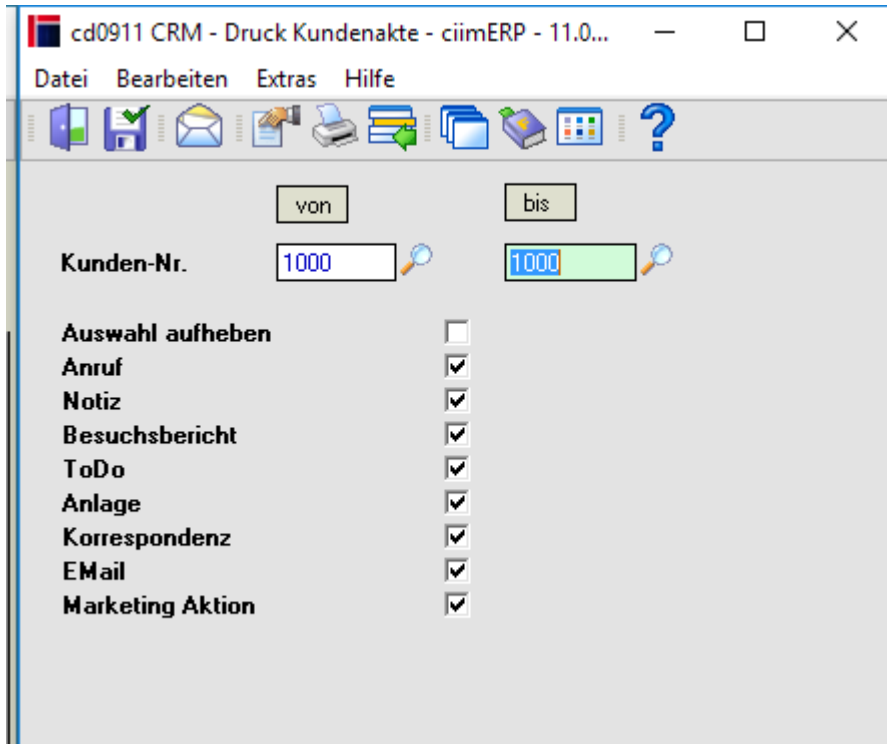 cd0911 CRM - Druck Kundenakte - ciimERP - 11.0...
Datei Bearbeiten Extras Hilfe
von bis
Kunden-Nr. 1000 1000
Auswahl aufheben
Anruf
Notiz
Besuchsbericht
ToDo
Anlage
Korrespondenz
EMail
Marketing Aktion